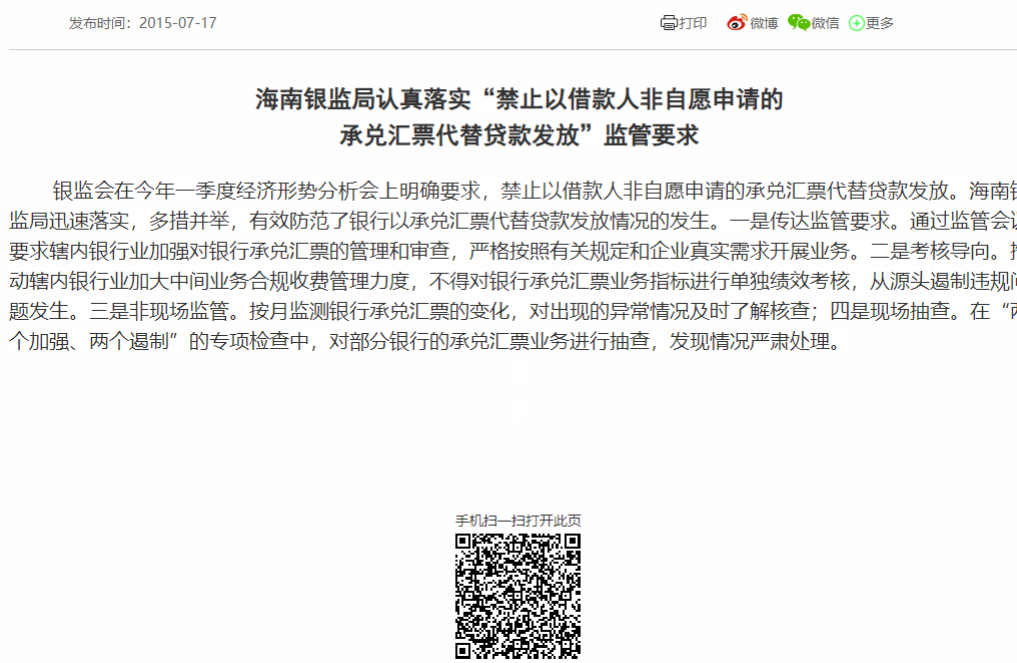 发布时间：2015-07-17
打印 微博 微信 更多
海南银监局认真落实“禁止以借款人非自愿申请的
承兑汇票代替贷款发放”监管要求
银监会在今年一季度经济形势分析会上明确要求，禁止以借款人非自愿申请的承兑汇票代替贷款发放。海南
监局迅速落实，多措并举，有效防范了银行以承兑汇票代替贷款发放情况的发生。一是传达监管要求。通过监管会
要求辖内银行业加强对银行承兑汇票的管理和审查，严格按照有关规定和企业真实需求开展业务。二是考核导向。
动辖内银行业加大中间业务合规收费管理力度，不得对银行承兑汇票业务指标进行单独绩效考核，从源头遏制违规
题发生。三是非现场监管。按月监测银行承兑汇票的变化，对出现的异常情况及时了解核查；四是现场抽查。在“
个加强、两个遏制”的专项检查中，对部分银行的承兑汇票业务进行抽查，发现情况严肃处理。
手机扫一扫打开此页